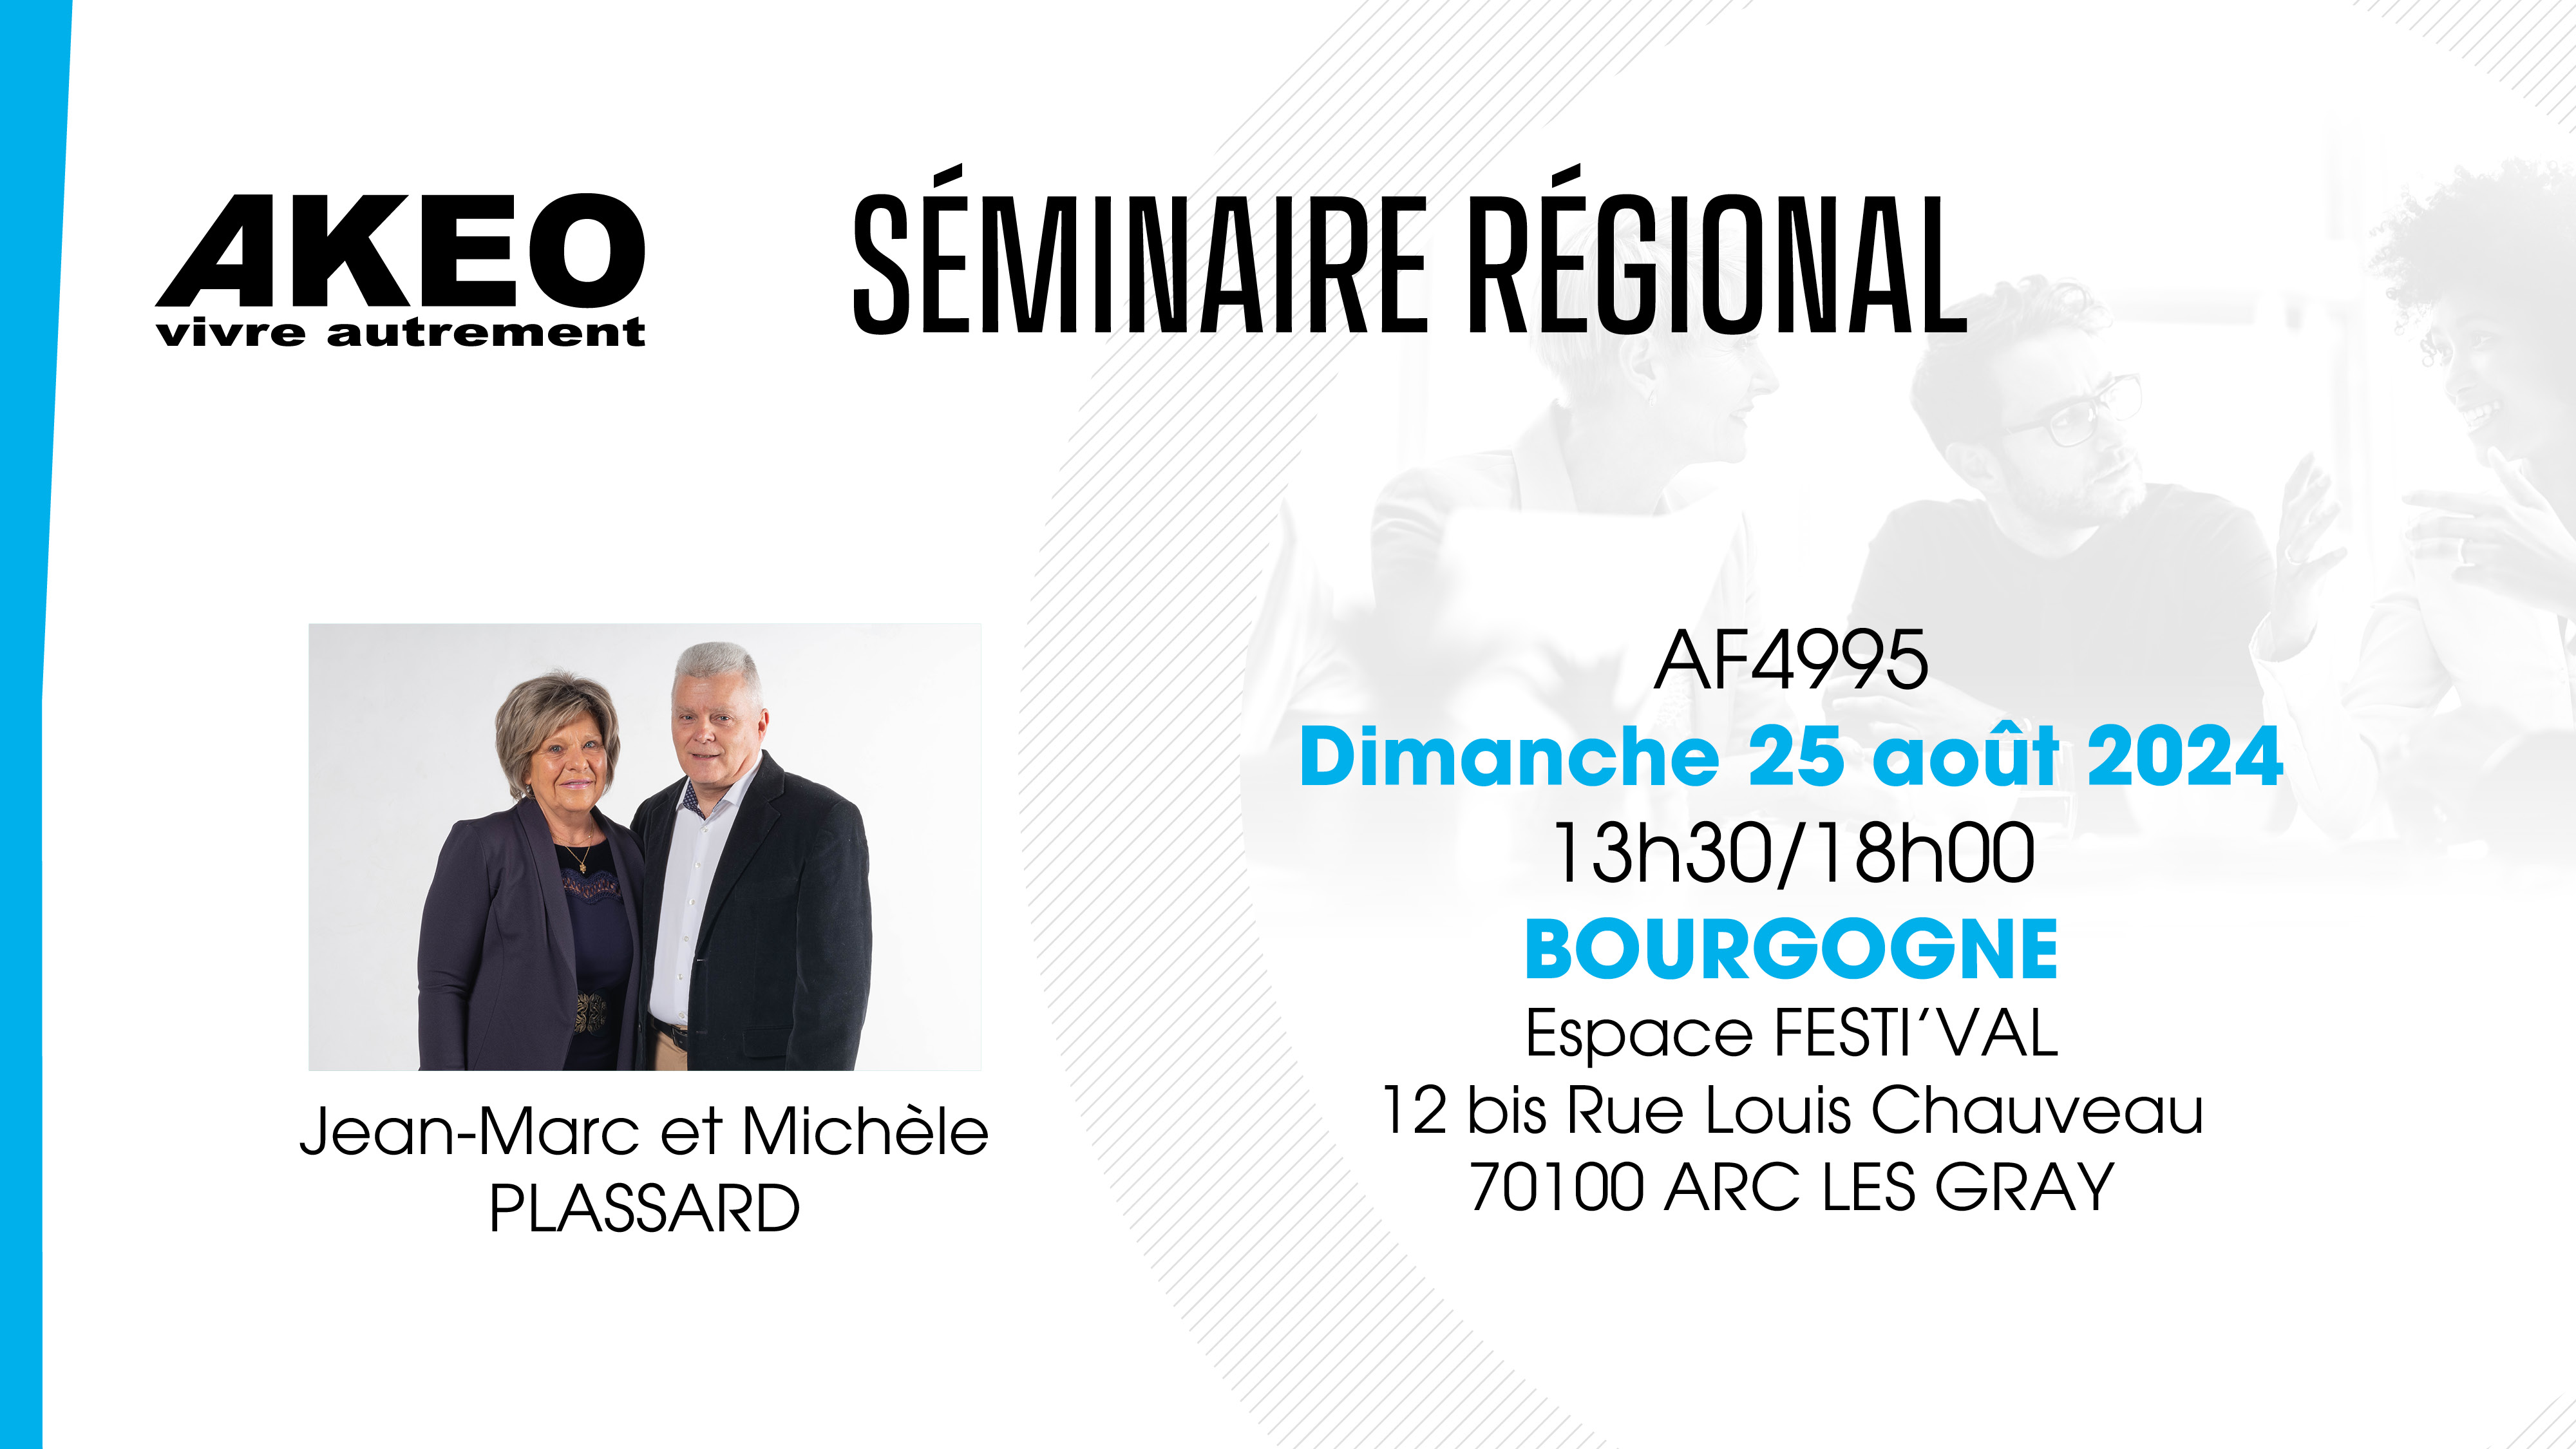 AKEO
vivre autrement
SÉMINAIRE RÉGIONAL
Jean-Marc et Michèle
PLASSARD
AF4995
Dimanche 25 août 2024
13h30/18h00
BOURGOGNE
Espace FESTI’VAL
12 bis Rue Louis Chauveau
70100 ARC LES GRAY